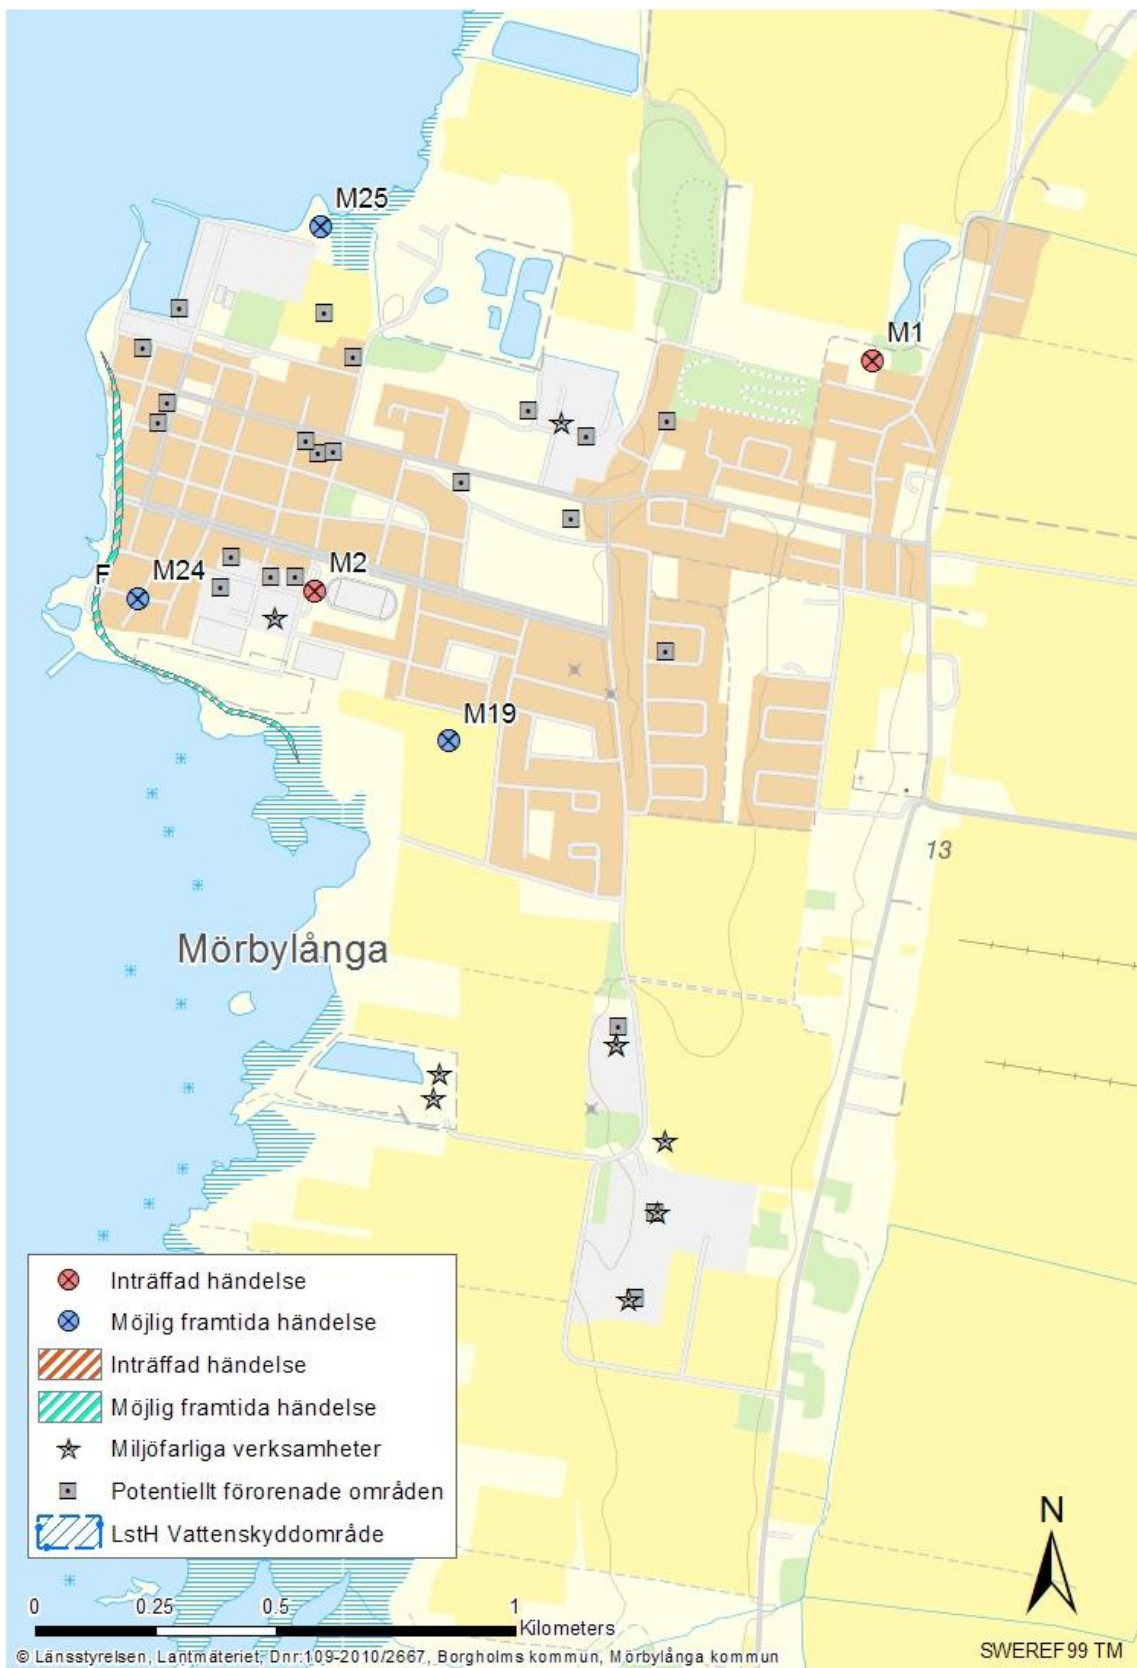 M25
M1
M2
F
M24
M19
13
Mörbylånga
Inträffad händelse
Möjlig framtida händelse
Inträffad händelse
Möjlig framtida händelse
Miljöfarliga verksamheter
Potentiellt förorenade områden
LstH Vattenskyddområde
N
0 0.25 0.5 1
Kilometers
© Länsstyrelsen, Lantmäteriet, Dnr:109-2010/2667, Borgholms kommun, Mörbylånga kommun
SWEREF99 TM